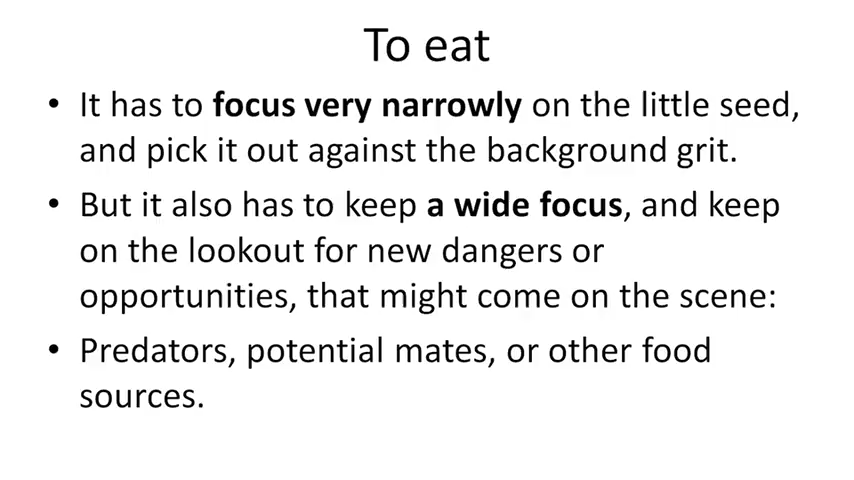 To eat
• It has to focus very narrowly on the little seed,
and pick it out against the background grit.
• But it also has to keep a wide focus, and keep
on the lookout for new dangers or
opportunities, that might come on the scene:
• Predators, potential mates, or other food
sources.